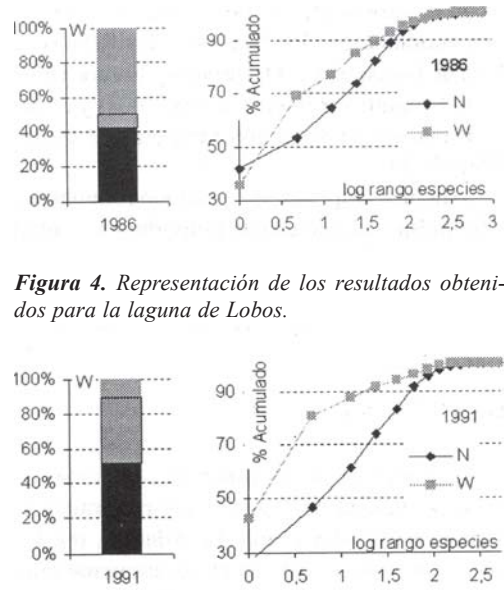 100%
W
80%
60%
40%
20%
0%
1986
% Acumulado
90
70
50
30
1986
N
W
log rango especies
0 0,5 1 1,5 2 2,5 3
Figura 4. Representación de los resultados obteni-
dos para la laguna de Lobos.
100%
W
80%
60%
40%
20%
0%
1991
% Acumulado
90
70
50
30
1991
N
W
log rango especies
0 0,5 1 1,5 2 2,5